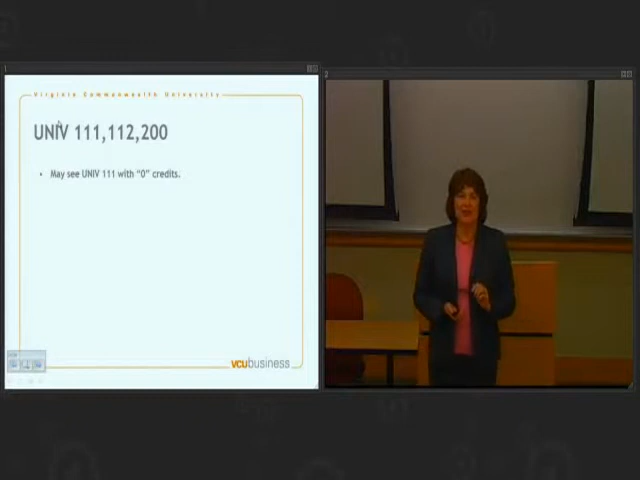 Virginia Commonwealth University
UNIV 111,112,200
• May see UNIV 111 with "0" credits.
vcubusiness